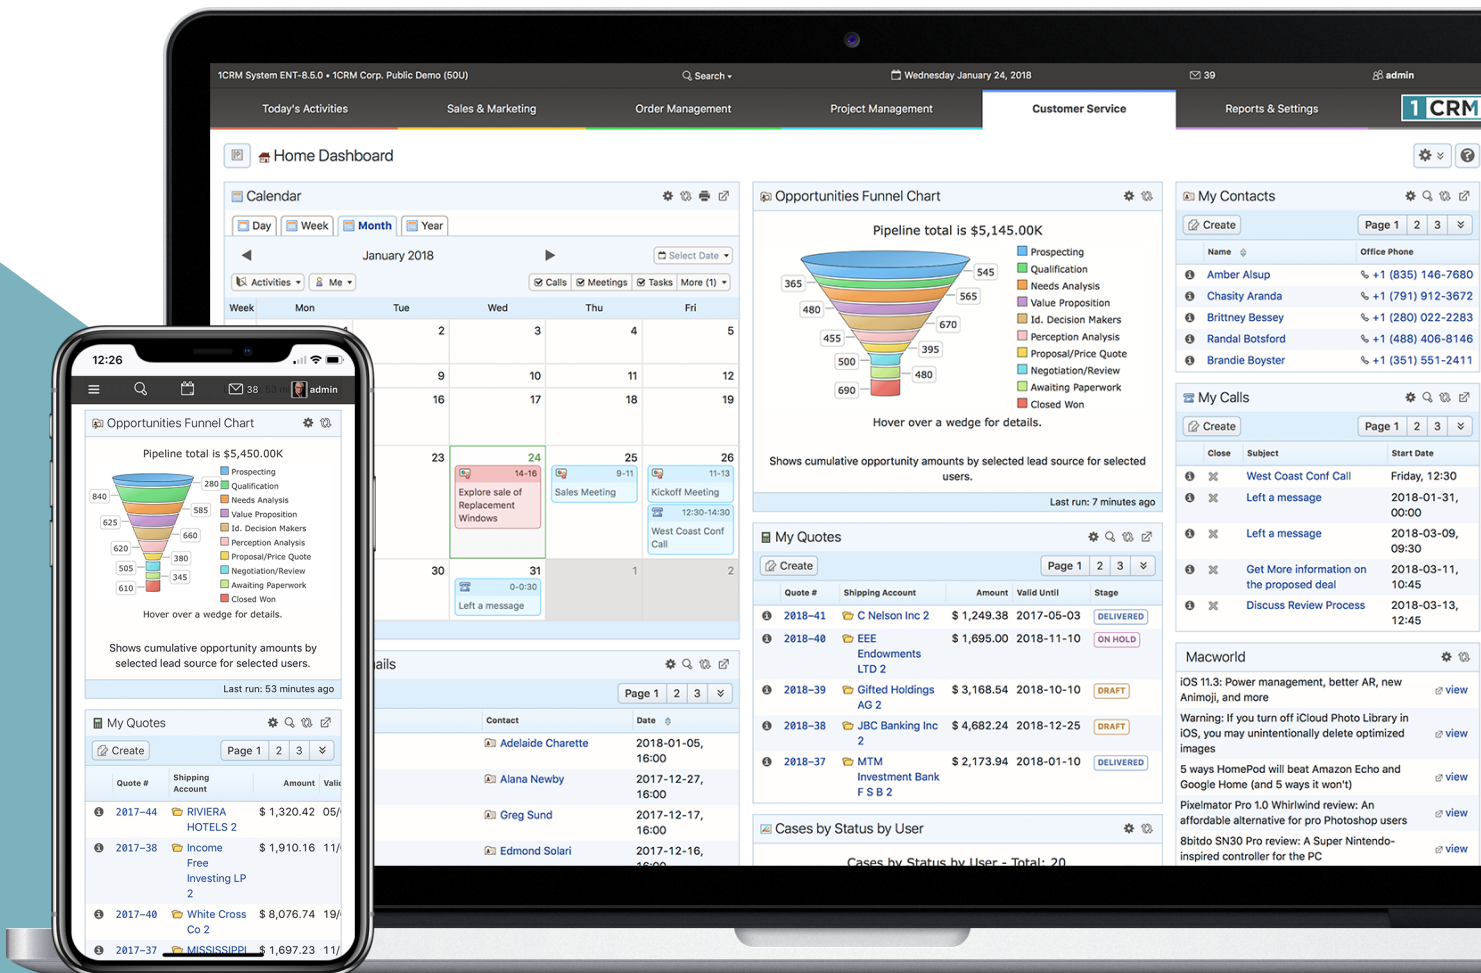 1CRM System ENT-8.5.0 • 1CRM Corp. Public Demo (50U)
Search
Wednesday January 24, 2018
39
admin
Today's Activities
Sales & Marketing
Order Management
Project Management
Customer Service
Reports & Settings
1 CRM
Home Dashboard
Calendar
Day
Week
Month
Year
January 2018
Select Date
Activities
Me
Calls
Meetings
Tasks
More (1)
Week Mon Tue Wed Thu Fri
2 3 4 5
9 10 11 12
16 17 18 19
23 24 25 26
14-16
Explore sale of
Replacement
Windows
9-11
Sales Meeting
11-13
Kickoff Meeting
12:30-14:30
West Coast Conf
Call
30 31 1 2
0-0:30
Left a message
Page 1 2 3
Contact Date
Adelaide Charette 2018-01-05,
16:00
Alana Newby 2017-12-27,
16:00
Greg Sund 2017-12-17,
16:00
Edmond Solari 2017-12-16,
Opportunities Funnel Chart
Pipeline total is $5,145.00K
545
365
565
480
670
455
395
500
480
690
Prospecting
Qualification
Needs Analysis
Value Proposition
Id. Decision Makers
Perception Analysis
Proposal/Price Quote
Negotiation/Review
Awaiting Paperwork
Closed Won
Hover over a wedge for details.
Shows cumulative opportunity amounts by selected lead source for selected
users.
Last run: 7 minutes ago
My Quotes
Create
Page 1 2 3
Quote # Shipping Account Amount Valid Until Stage
2018-41 C Nelson Inc 2 $ 1,249.38 2017-05-03 DELIVERED
2018-40 EEE $ 1,695.00 2018-11-10 ON HOLD
Endowments
LTD 2
2018-39 Gifted Holdings $ 3,168.54 2018-10-10 DRAFT
AG 2
2018-38 JBC Banking Inc $ 4,682.24 2018-12-25 DRAFT
2
2018-37 MTM $ 2,173.94 2018-01-10 DELIVERED
Investment Bank
F S B 2
Cases by Status by User
Cases by Status by User - Total: 20
My Contacts
Create
Page 1 2 3
Name Office Phone
Amber Alsup +1 (835) 146-7680
Chasity Aranda +1 (791) 912-3672
Brittney Bessey +1 (280) 022-2283
Randal Botsford +1 (488) 406-8146
Brandie Boyster +1 (351) 551-2411
My Calls
Create
Page 1 2 3
Close Subject Start Date
West Coast Conf Call Friday, 12:30
Left a message 2018-01-31,
00:00
Left a message 2018-03-09,
09:30
Get More information on 2018-03-11,
the proposed deal 10:45
Discuss Review Process 2018-03-13,
12:45
Macworld
iOS 11.3: Power management, better AR, new
Animoji, and more
view
Warning: If you turn off iCloud Photo Library in
iOS, you may unintentionally delete optimized
images
view
5 ways HomePod will beat Amazon Echo and
Google Home (and 5 ways it won't)
view
Pixelmator Pro 1.0 Whirlwind review: An
affordable alternative for pro Photoshop users
view
8bitdo SN30 Pro review: A Super Nintendo-
inspired controller for the PC
view
12:26
38
admin
Opportunities Funnel Chart
Pipeline total is $5,450.00K
280
840
585
625
660
620
380
505
345
610
Prospecting
Qualification
Needs Analysis
Value Proposition
Id. Decision Makers
Perception Analysis
Proposal/Price Quote
Negotiation/Review
Awaiting Paperwork
Closed Won
Hover over a wedge for details.
Shows cumulative opportunity amounts by
selected lead source for selected users.
Last run: 53 minutes ago
My Quotes
Create
Page 1 2 3
Quote # Shipping Account Amount
2017-44 RIVIERA $ 1,320.42 05/
HOTELS 2
2017-38 Income $ 1,910.16 11/
Free
Investing LP
2
2017-40 White Cross $ 8,076.74 19/
Co 2
2017-37 MISSISSIPPI $ 1,697.23 11/